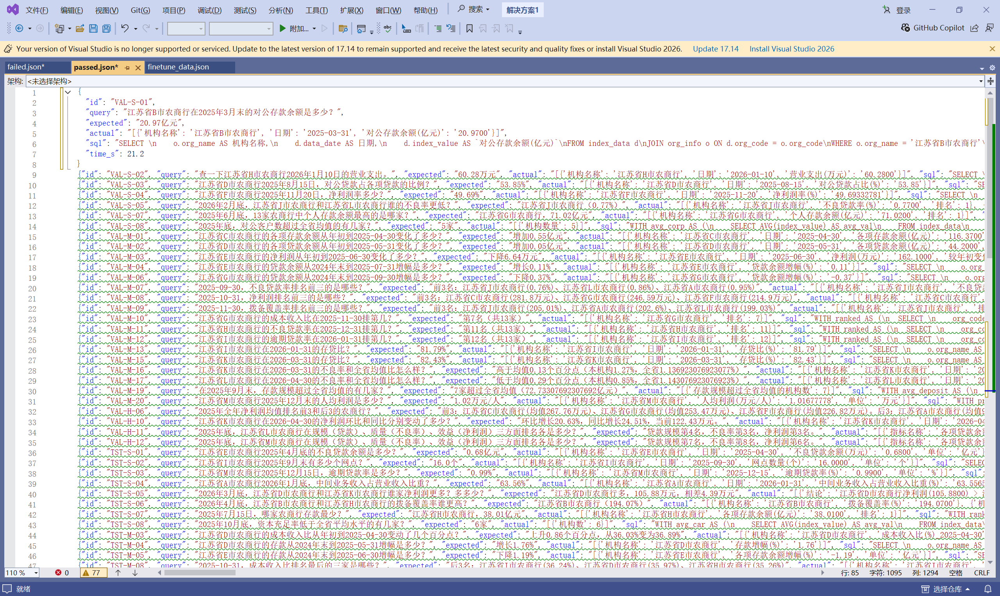 文件(F) 编辑(E) 视图(V) Git(G) 项目(P) 调试(D) 测试(S) 分析(N) 工具(T) 扩展(X) 窗口(W) 帮助(H) 搜索 解决方案1 登录
附加... GitHub Copilot
Your version of Visual Studio is no longer supported or serviced. Update to the latest version of 17.14 to remain supported and receive the latest security and quality fixes or install Visual Studio 2026. Update 17.14 Install Visual Studio 2026
failed.json* passed.json* finetune_data.json
架构: <未选择架构>
1 {
2 "id": "VAL-S-01",
3 "query": "江苏省B市农商行在2025年3月末的对公存款余额是多少？",
4 "expected": "20.97亿元",
5 "actual": "[{'机构名称': '江苏省B市农商行', '日期': '2025-03-31', '对公存款余额(亿元)': '20.9700'}]",
6 "sql": "SELECT \n    o.org_name AS 机构名称,\n    d.data_date AS 日期,\n    d.index_value AS `对公存款余额(亿元)`\nFROM index_data d\nJOIN org_info o ON d.org_code = o.org_code\nWHERE o.org_name = '江苏省B市农商行'\
7 "time_s": 21.2
8 }
9 {"id": "VAL-S-02", "query": "查一下江苏省H市农商行2026年1月10日的营业支出。", "expected": "60.28万元", "actual": "[{'机构名称': '江苏省H市农商行', '日期': '2026-01-10', '营业支出(万元)': '60.2800'}]", "sql": "SELECT \
10 {"id": "VAL-S-03", "query": "江苏省D市农商行2025年8月15日，对公贷款占各项贷款的比例？", "expected": "53.85%", "actual": "[{'机构名称': '江苏省D市农商行', '日期': '2025-08-15', '对公贷款占比(%)': '53.85'}]", "sql": "SE
11 {"id": "VAL-S-04", "query": "江苏省F市农商行2025年11月20日，净利润率多少？", "expected": "49.69%", "actual": "[{'机构名称': '江苏省F市农商行', '日期': '2025-11-20', '净利润率(%)': '49.69332781'}]", "sql": "SELECT \n
12 {"id": "VAL-S-05", "query": "2026年2月底，江苏省J市农商行和江苏省L市农商行谁的不良率更低？", "expected": "江苏省J市农商行（0.77%）", "actual": "[{'机构名称': '江苏省J市农商行', '不良贷款率(%)': '0.7700', '排名': 1},
13 {"id": "VAL-S-07", "query": "2025年6月底，13家农商行中个人存款余额最高的是哪家？", "expected": "江苏省G市农商行，71.02亿元", "actual": "[{'机构名称': '江苏省G市农商行', '个人存款余额(亿元)': '71.0200', '排名': 1}]", "
14 {"id": "VAL-S-08", "query": "2025年底，对公客户数超过全省均值的有几家？", "expected": "5家", "actual": "[{'机构数量': 5}]", "sql": "WITH avg_corp AS (\n   SELECT AVG(index_value) AS avg_val\n   FROM index_data\n
15 {"id": "VAL-M-01", "query": "江苏省C市农商行的各项存款余额从年初到2025-04-30变化了多少？", "expected": "增加0.55亿元", "actual": "[{'机构名称': '江苏省C市农商行', '日期': '2025-04-30', '各项存款余额(亿元)': '116.3700'
16 {"id": "VAL-M-02", "query": "江苏省D市农商行的各项贷款余额从年初到2025-05-31变化了多少？", "expected": "增加0.05亿元", "actual": "[{'机构名称': '江苏省D市农商行', '日期': '2025-05-31', '各项贷款余额(亿元)': '44.2000',
17 {"id": "VAL-M-03", "query": "江苏省E市农商行的净利润从年初到2025-06-30变化了多少？", "expected": "下降6.64万元", "actual": "[{'机构名称': '江苏省E市农商行', '日期': '2025-06-30', '净利润(万元)': '162.1000', '较年初变
18 {"id": "VAL-M-04", "query": "江苏省E市农商行的贷款余额从2024年末到2025-07-31增幅是多少？", "expected": "增长0.11%", "actual": "[{'机构名称': '江苏省E市农商行', '贷款余额增幅(%)': '0.11'}]", "sql": "SELECT \n    o.org_
19 {"id": "VAL-M-06", "query": "江苏省G市农商行的贷款余额从2024年末到2025-09-30增幅是多少？", "expected": "下降0.37%", "actual": "[{'机构名称': '江苏省G市农商行', '贷款余额增幅(%)': '-0.37'}]", "sql": "SELECT \n    o.org
20 {"id": "VAL-M-07", "query": "2025-09-30，不良贷款率排名前三的是哪些？", "expected": "前3名：江苏省J市农商行(0.76%)、江苏省L市农商行(0.86%)、江苏省A市农商行(0.95%)", "actual": "[{'机构名称': '江苏省J市农商行', '不良贷
21 {"id": "VAL-M-08", "query": "2025-10-31，净利润排名前三的是哪些？", "expected": "前3名：江苏省C市农商行(281.8万元)、江苏省G市农商行(246.59万元)、江苏省F市农商行(214.9万元)", "actual": "[{'机构名称': '江苏省C市农商行',
22 {"id": "VAL-M-09", "query": "2025-11-30，拨备覆盖率排名前三的是哪些？", "expected": "前3名：江苏省J市农商行(205.01%)、江苏省A市农商行(202.6%)、江苏省L市农商行(199.03%)", "actual": "[{'机构名称': '江苏省J市农商行', '排
23 {"id": "VAL-M-10", "query": "江苏省G市农商行的成本收入比在2025-11-30排第几？", "expected": "第7名（共13家）", "actual": "[{'机构名称': '江苏省G市农商行', '排名': 7}]", "sql": "WITH ranked AS (\n  SELECT \n    org_code
24 {"id": "VAL-M-11", "query": "江苏省H市农商行的不良贷款率在2025-12-31排第几？", "expected": "第11名（共13家）", "actual": "[{'机构名称': '江苏省H市农商行', '排名': 11}]", "sql": "WITH ranked AS (\n  SELECT \n    org_co
25 {"id": "VAL-M-12", "query": "江苏省I市农商行的逾期贷款率在2026-01-31排第几？", "expected": "第12名（共13家）", "actual": "[{'机构名称': '江苏省I市农商行', '排名': 12}]", "sql": "WITH ranked AS (\n  SELECT \n    org_co
26 {"id": "VAL-M-13", "query": "江苏省I市农商行在2026-01-31的存贷比？", "expected": "81.79%", "actual": "[{'机构名称': '江苏省I市农商行', '日期': '2026-01-31', '存贷比(%)': '81.79'}]", "sql": "SELECT \n    o.org_name AS
27 {"id": "VAL-M-15", "query": "江苏省K市农商行在2026-03-31的存贷比？", "expected": "82.43%", "actual": "[{'机构名称': '江苏省K市农商行', '日期': '2026-03-31', '存贷比(%)': '82.43'}]", "sql": "SELECT \n    o.org_name AS
28 {"id": "VAL-M-16", "query": "江苏省K市农商行在2026-03-31的不良率和全省均值比怎么样？", "expected": "高于均值0.13个百分点（本机构1.27%，全省1.136923076923077%）", "actual": "[{'机构名称': '江苏省K市农商行', '日期': '20
29 {"id": "VAL-M-17", "query": "江苏省L市农商行在2026-04-30的不良率和全省均值比怎么样？", "expected": "低于均值0.29个百分点（本机构0.85%，全省1.143076923076923%）", "actual": "[{'机构名称': '江苏省L市农商行', '日期': '20
30 {"id": "VAL-M-19", "query": "在2025年9月末，存款规模超过全省均值的有几家？", "expected": "7家超过全省均值（72.73307692307692亿元）", "actual": "[{'存款规模超过全省均值的机构数': 7}]", "sql": "WITH avg_deposit AS (\n
31 {"id": "VAL-M-20", "query": "江苏省M市农商行2025年12月末的人均利润是多少？", "expected": "1.02万元/人", "actual": "[{'机构名称': '江苏省M市农商行', '人均利润(万元/人)': '1.01677778', '单位': '万元'}]", "sql": "WITH pr
32 {"id": "VAL-H-06", "query": "2025年全年净利润均值排名前3和后3的农商行？", "expected": "前3：江苏省C市农商行(均值267.76万元)、江苏省G市农商行(均值253.47万元)、江苏省F市农商行(均值226.82万元)。后3：江苏省A市农商行(均值9
33 {"id": "VAL-H-10", "query": "江苏省K市农商行在2026-04-30的净利润环比和同比分别变动了多少？", "expected": "环比增长20.63%，同比增长24.51%，当前122.43万元。", "actual": "[{'机构名称': '江苏省K市农商行', '日期': '2026-04
34 {"id": "VAL-H-11", "query": "2025年底，江苏省L市农商行在规模（贷款）、质量（不良率）、效益（净利润）三方面排名各是多少？", "expected": "贷款规模第4名，不良率第3名，净利润第3名。", "actual": "[{'指标名称': '各项贷款余
35 {"id": "VAL-H-12", "query": "2025年底，江苏省M市农商行在规模（贷款）、质量（不良率）、效益（净利润）三方面排名各是多少？", "expected": "贷款规模第7名，不良率第8名，净利润第6名。", "actual": "[{'指标名称': '各项贷款余
36 {"id": "TST-S-01", "query": "江苏省E市农商行2025年4月底的不良贷款余额是多少？", "expected": "0.68亿元", "actual": "[{'机构名称': '江苏省E市农商行', '日期': '2025-04-30', '不良贷款余额(万元)': '0.6800', '单位': '亿元'}
37 {"id": "TST-S-02", "query": "江苏省I市农商行2025年9月末有多少个网点？", "expected": "16.0个", "actual": "[{'机构名称': '江苏省I市农商行', '日期': '2025-09-30', '网点数量(个)': '16.0000', '单位': '个'}]", "sql": "SELEC
38 {"id": "TST-S-03", "query": "江苏省M市农商行2025年12月15日，逾期贷款率是多少？", "expected": "0.99%", "actual": "[{'机构名称': '江苏省M市农商行', '日期': '2025-12-15', '逾期贷款率(%)': '0.9900', '单位': '%'}]", "sql":
39 {"id": "TST-S-04", "query": "江苏省A市农商行2026年1月底，中间业务收入占营业收入比重？", "expected": "63.56%", "actual": "[{'机构名称': '江苏省A市农商行', '日期': '2026-01-31', '中间业务收入占营业收入比重(%)': '63.5565
40 {"id": "TST-S-05", "query": "2026年3月底，江苏省D市农商行和江苏省K市农商行谁家净利润更多？多多少？", "expected": "江苏省D市农商行多，105.88万元，相差4.39万元", "actual": "[{'结论': '江苏省D市农商行净利润(105.8800) >
41 {"id": "TST-S-06", "query": "2026年4月底，江苏省B市农商行和江苏省H市农商行的拨备覆盖率谁更高？", "expected": "江苏省B市农商行（194.07%）", "actual": "[{'机构名称': '江苏省B市农商行', '拨备覆盖率(%)': '194.0700'}, {'机
42 {"id": "TST-S-07", "query": "2025年7月15日，哪家农商行存款最少？", "expected": "江苏省H市农商行，38.01亿元", "actual": "[{'机构名称': '江苏省H市农商行', '各项存款余额(亿元)': '38.0100', '排名': 1}]", "sql": "WITH rank
43 {"id": "TST-S-08", "query": "2025年10月底，资本充足率低于全省平均水平的有几家？", "expected": "6家", "actual": "[{'机构数': 6}]", "sql": "WITH avg_car AS (\n   SELECT AVG(index_value) AS avg_val\n   FROM index_data\
44 {"id": "TST-M-03", "query": "江苏省D市农商行的成本收入比从年初到2025-04-30变动了几个百分点？", "expected": "上升0.86个百分点，从36.03%变为36.89%", "actual": "[{'机构名称': '江苏省D市农商行', '成本收入比(%)_2025-04-30'
45 {"id": "TST-M-04", "query": "江苏省D市农商行的存款从2024年末到2025-05-31增幅是多少？", "expected": "增长1.76%", "actual": "[{'机构名称': '江苏省D市农商行', '存款增幅(%)': '1.76'}]", "sql": "SELECT \n    o.org_name AS
46 {"id": "TST-M-05", "query": "江苏省E市农商行的存款从2024年末到2025-06-30增幅是多少？", "expected": "下降1.19%", "actual": "[{'机构名称': '江苏省E市农商行', '各项存款余额增幅(%)': '-1.19', '单位': '亿元'}]", "sql": "SE
47 {"id": "TST-M-08", "query": "2025-10-31，成本收入比排名最后的三家是哪些？", "expected": "后3名：江苏省I市农商行(36.24%)、江苏省D市农商行(35.97%)、江苏省H市农商行(35.26%)", "actual": "[{'机构名称': '江苏省I市农商行',
110 % 0 77 行: 85 字符: 1095 列: 1294 空格 CRLF
就绪 选择仓库